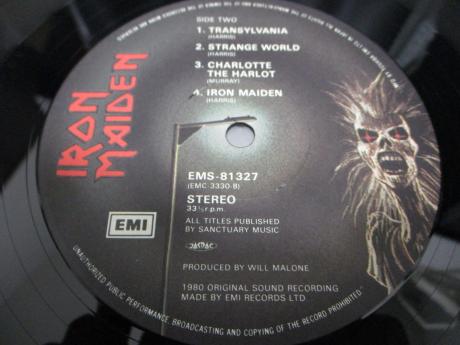 SIDE TWO
1. TRANSYLVANIA
(HARRIS)
2. STRANGE WORLD
(HARRIS)
3. CHARLOTTE
THE HARLOT
(MURRAY)
4. IRON MAIDEN
(HARRIS)
IRON
MAIDEN
EMI
EMS-81327
(EMC-3330-B)
STEREO
33⅓ r.p.m.
ALL TITLES PUBLISHED
BY SANCTUARY MUSIC
JASRAC
PRODUCED BY WILL MALONE
1980 ORIGINAL SOUND RECORDING
MADE BY EMI RECORDS LTD
UNAUTHORIZED PUBLIC PERFORMANCE, BROADCASTING AND COPYING OF THE RECORD PROHIBITED